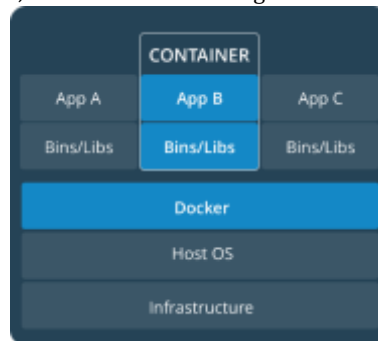 CONTAINER
App A App B App C
Bins/Libs Bins/Libs Bins/Libs
Docker
Host OS
Infrastructure